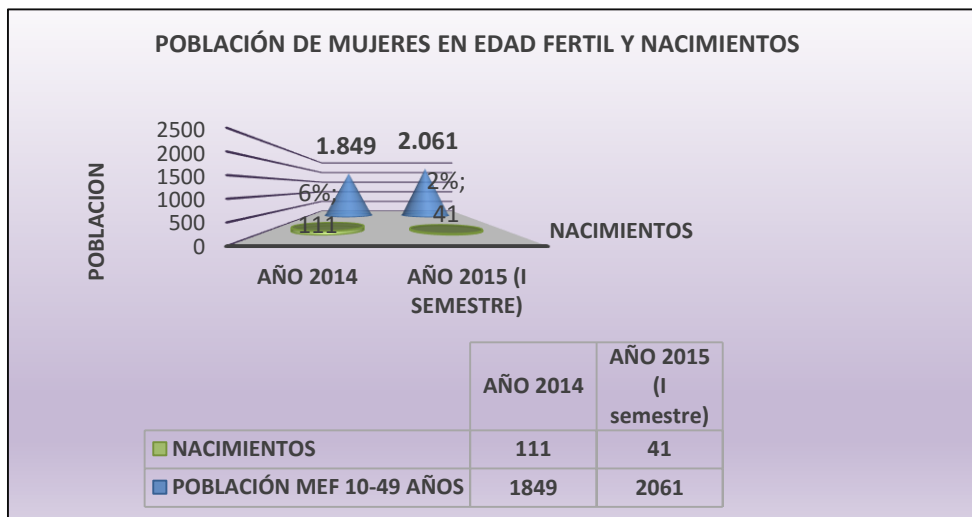 POBLACIÓN DE MUJERES EN EDAD FERTIL Y NACIMIENTOS
POBLACION
2500
2000
1500
1000
500
0
1.849
2.061
6%;
111
2%;
41
NACIMIENTOS
AÑO 2014
AÑO 2015 (I
SEMESTRE)
AÑO 2014
AÑO 2015
(I
semestre)
NACIMIENTOS 111 41
POBLACIÓN MEF 10-49 AÑOS 1849 2061